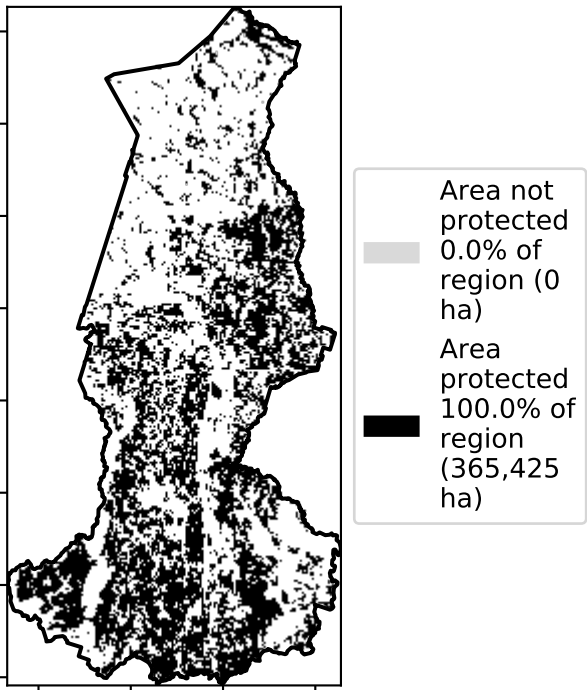 Area not
protected
0.0% of
region (0
ha)
Area
protected
100.0% of
region
(365,425
ha)